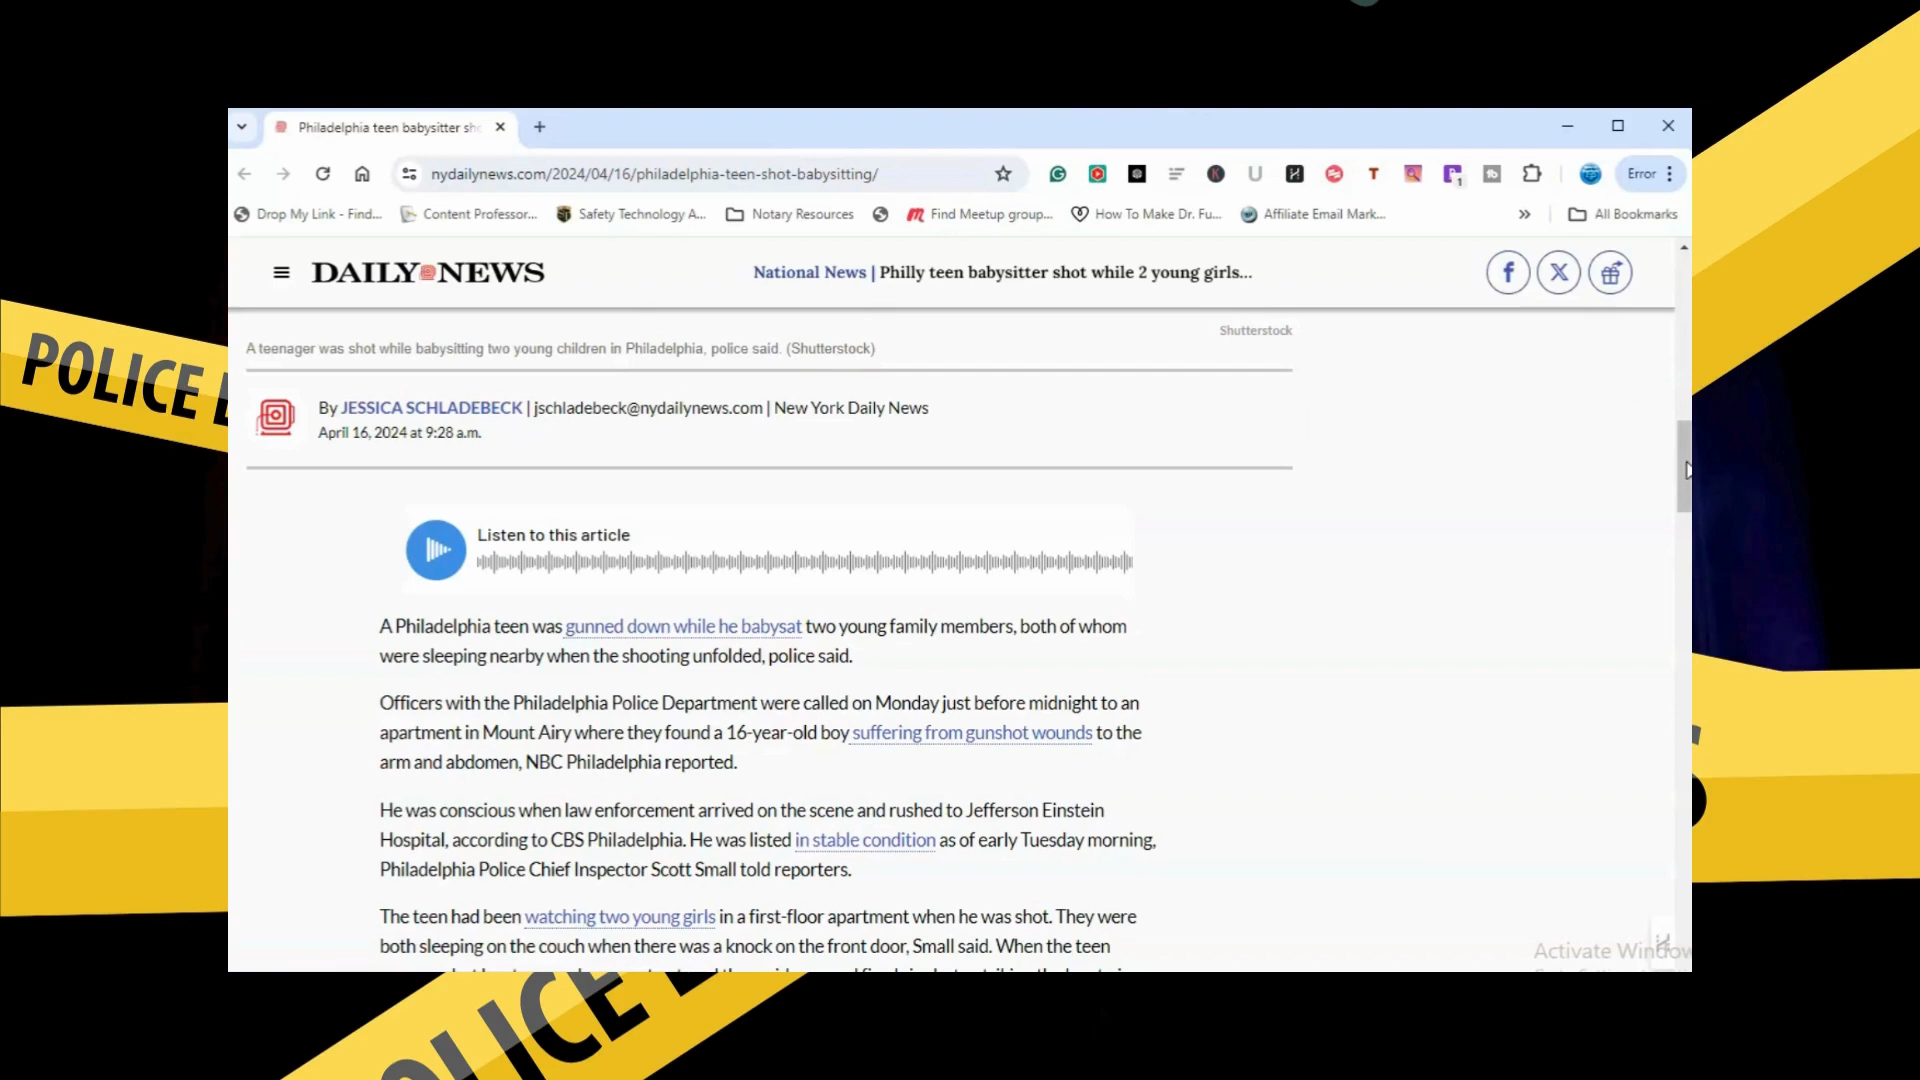 Philadelphia teen babysitter sh
nydailynews.com/2024/04/16/philadelphia-teen-shot-babysitting/
Error
Drop My Link - Find... Content Professor... Safety Technology A... Notary Resources Find Meetup group... How To Make Dr. Fu... Affiliate Email Mark... » All Bookmarks
DAILY NEWS
National News | Philly teen babysitter shot while 2 young girls...
Shutterstock
A teenager was shot while babysitting two young children in Philadelphia, police said. (Shutterstock)
By JESSICA SCHLADEBECK | jschladebeck@nydailynews.com | New York Daily News
April 16, 2024 at 9:28 a.m.
POLICE
Listen to this article
A Philadelphia teen was gunned down while he babysat two young family members, both of whom
were sleeping nearby when the shooting unfolded, police said.
Officers with the Philadelphia Police Department were called on Monday just before midnight to an
apartment in Mount Airy where they found a 16-year-old boy suffering from gunshot wounds to the
arm and abdomen, NBC Philadelphia reported.
He was conscious when law enforcement arrived on the scene and rushed to Jefferson Einstein
Hospital, according to CBS Philadelphia. He was listed in stable condition as of early Tuesday morning,
Philadelphia Police Chief Inspector Scott Small told reporters.
The teen had been watching two young girls in a first-floor apartment when he was shot. They were
both sleeping on the couch when there was a knock on the front door, Small said. When the teen
Activate Window
OLICE